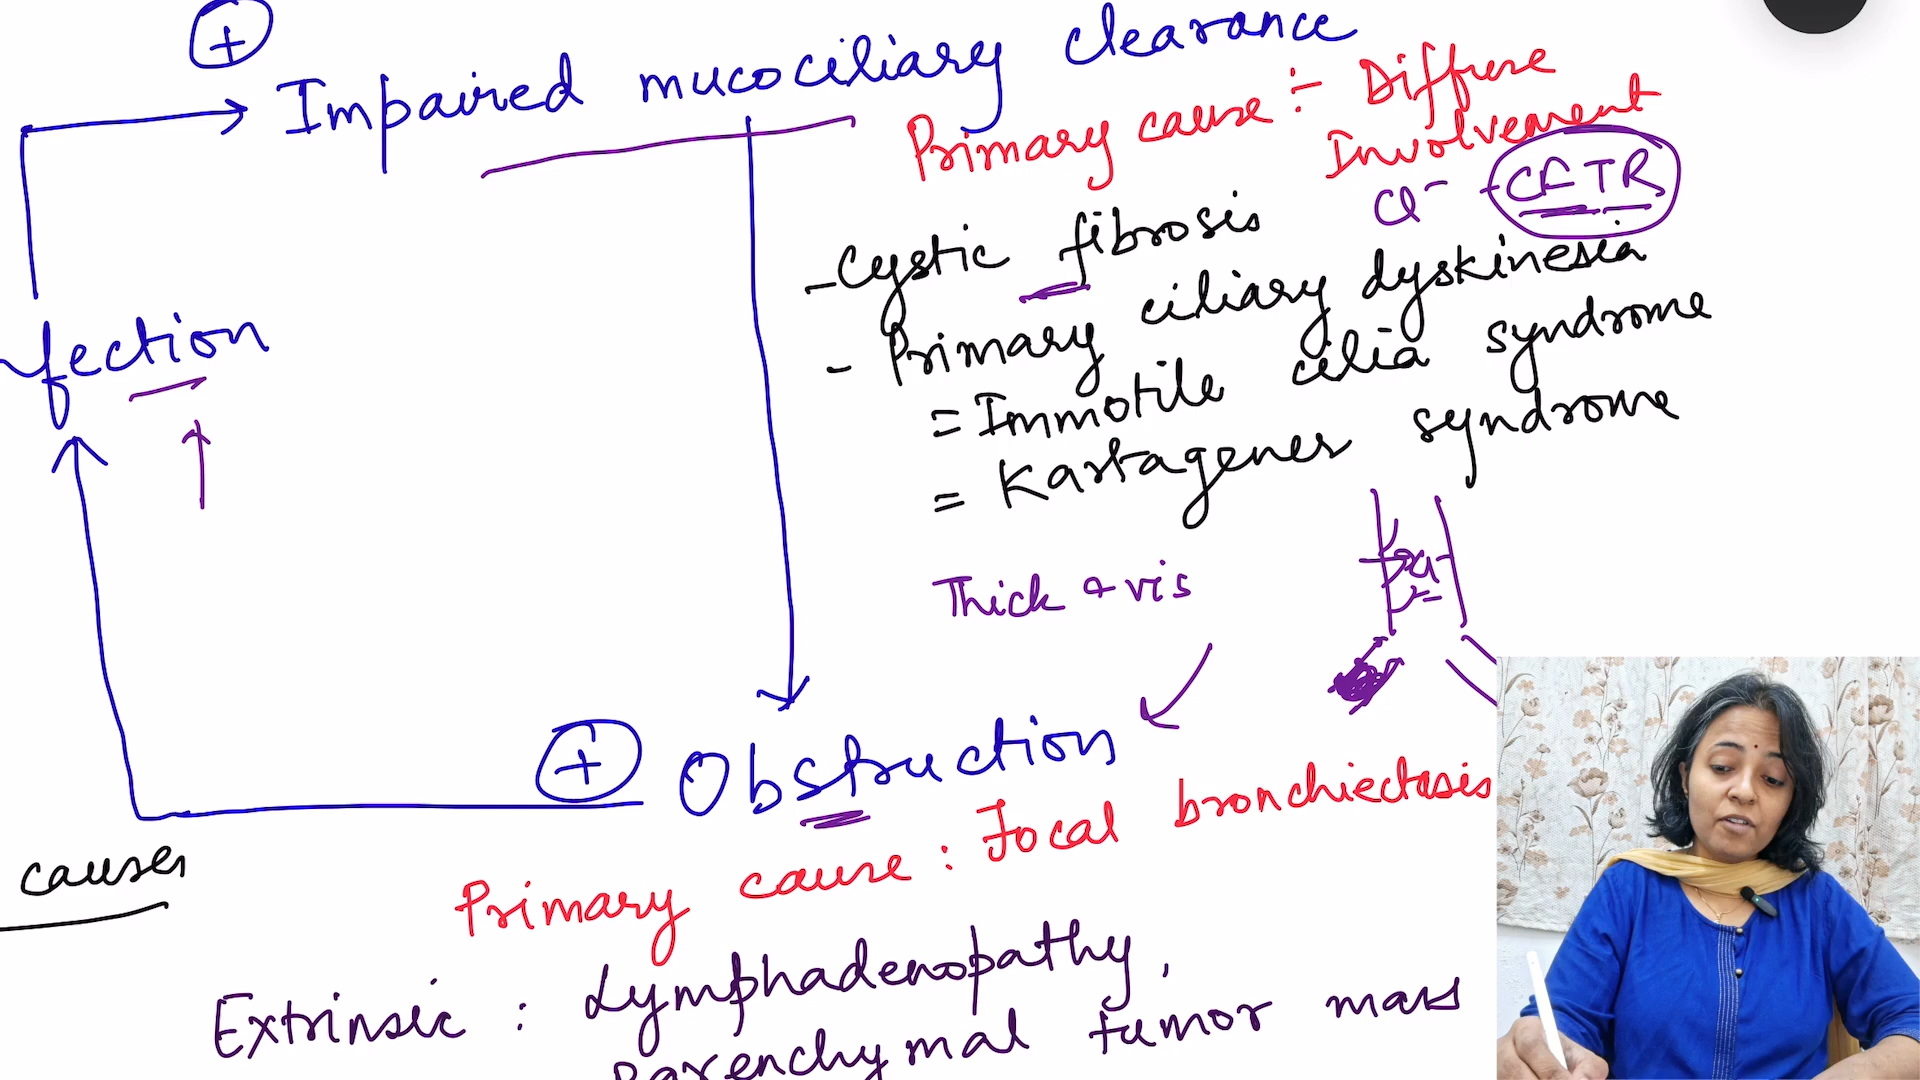 +
Impaired mucociliary clearance
Primary cause :- Diffuse
Involvement
Cl⁻ - CFTR
- Cystic fibrosis
- Primary ciliary dyskinesia
= Immotile cilia syndrome
= Kartagener syndrome
fection
Thick + vis
+
Obstruction
causes
Primary cause : Focal bronchiectasis
Extrinsic : Lymphadenopathy,
Parenchymal tumor mass